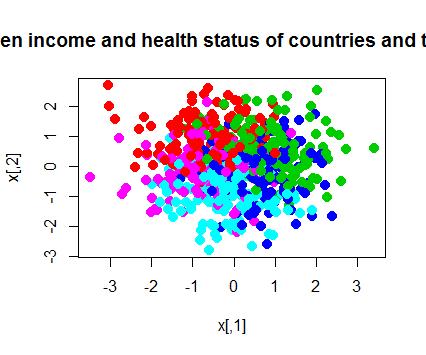 en income and health status of countries and t
x[,2]
2
1
0
-1
-2
-3
-3 -2 -1 0 1 2 3
x[,1]